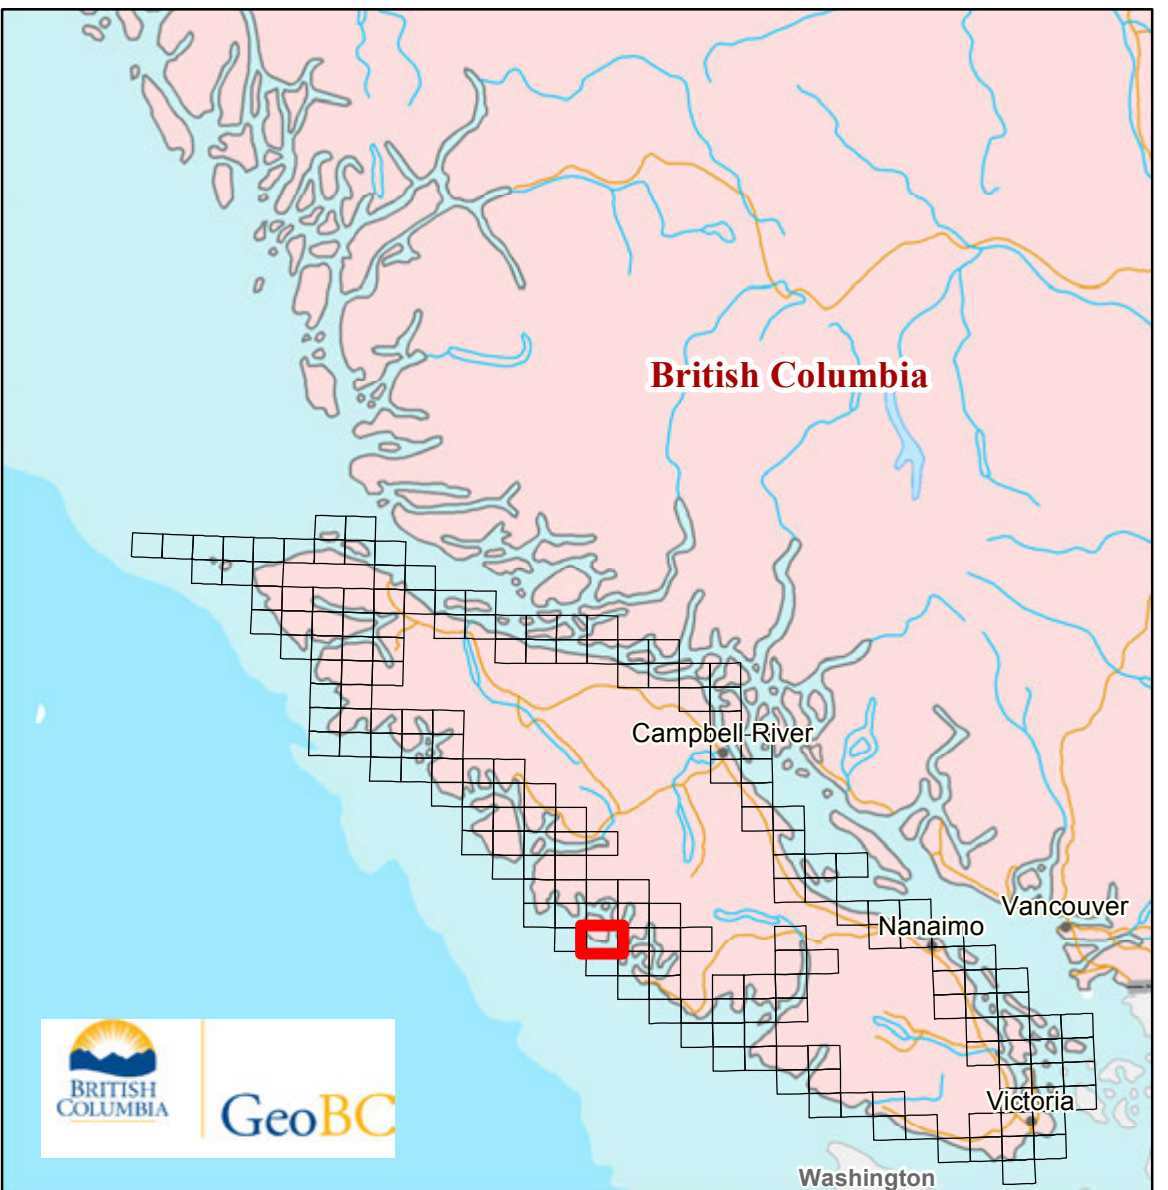 British Columbia
Campbell River
Vancouver
Nanaimo
BRITISH
COLUMBIA
GeoBC
Victoria
Washington